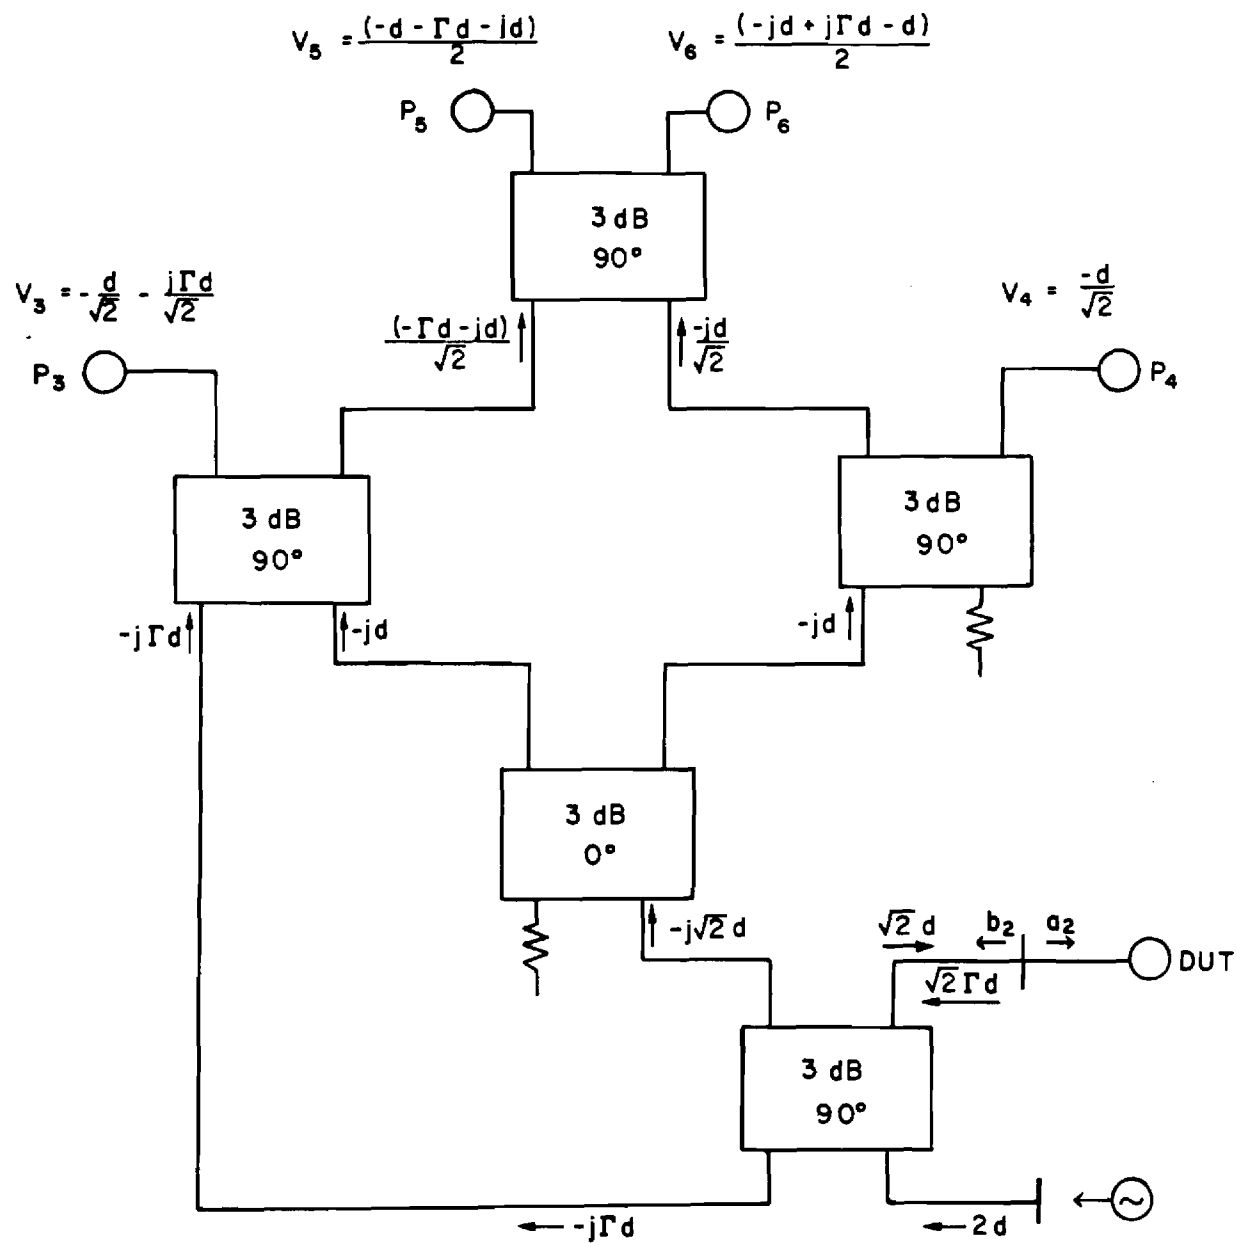 V₅ = (-d - Γd - jd) / 2
V₆ = (-jd + jΓd - d) / 2
P₅
P₆
3 dB
90°
V₃ = -d/√2 - jΓd/√2
V₄ = -d/√2
(-Γd - jd) / √2
-jd/√2
P₃
P₄
3 dB
90°
3 dB
90°
-jΓd
-jd
-jd
3 dB
0°
-j√2 d
√2 d
b₂
a₂
DUT
√2 Γd
3 dB
90°
~
-jΓd
2d